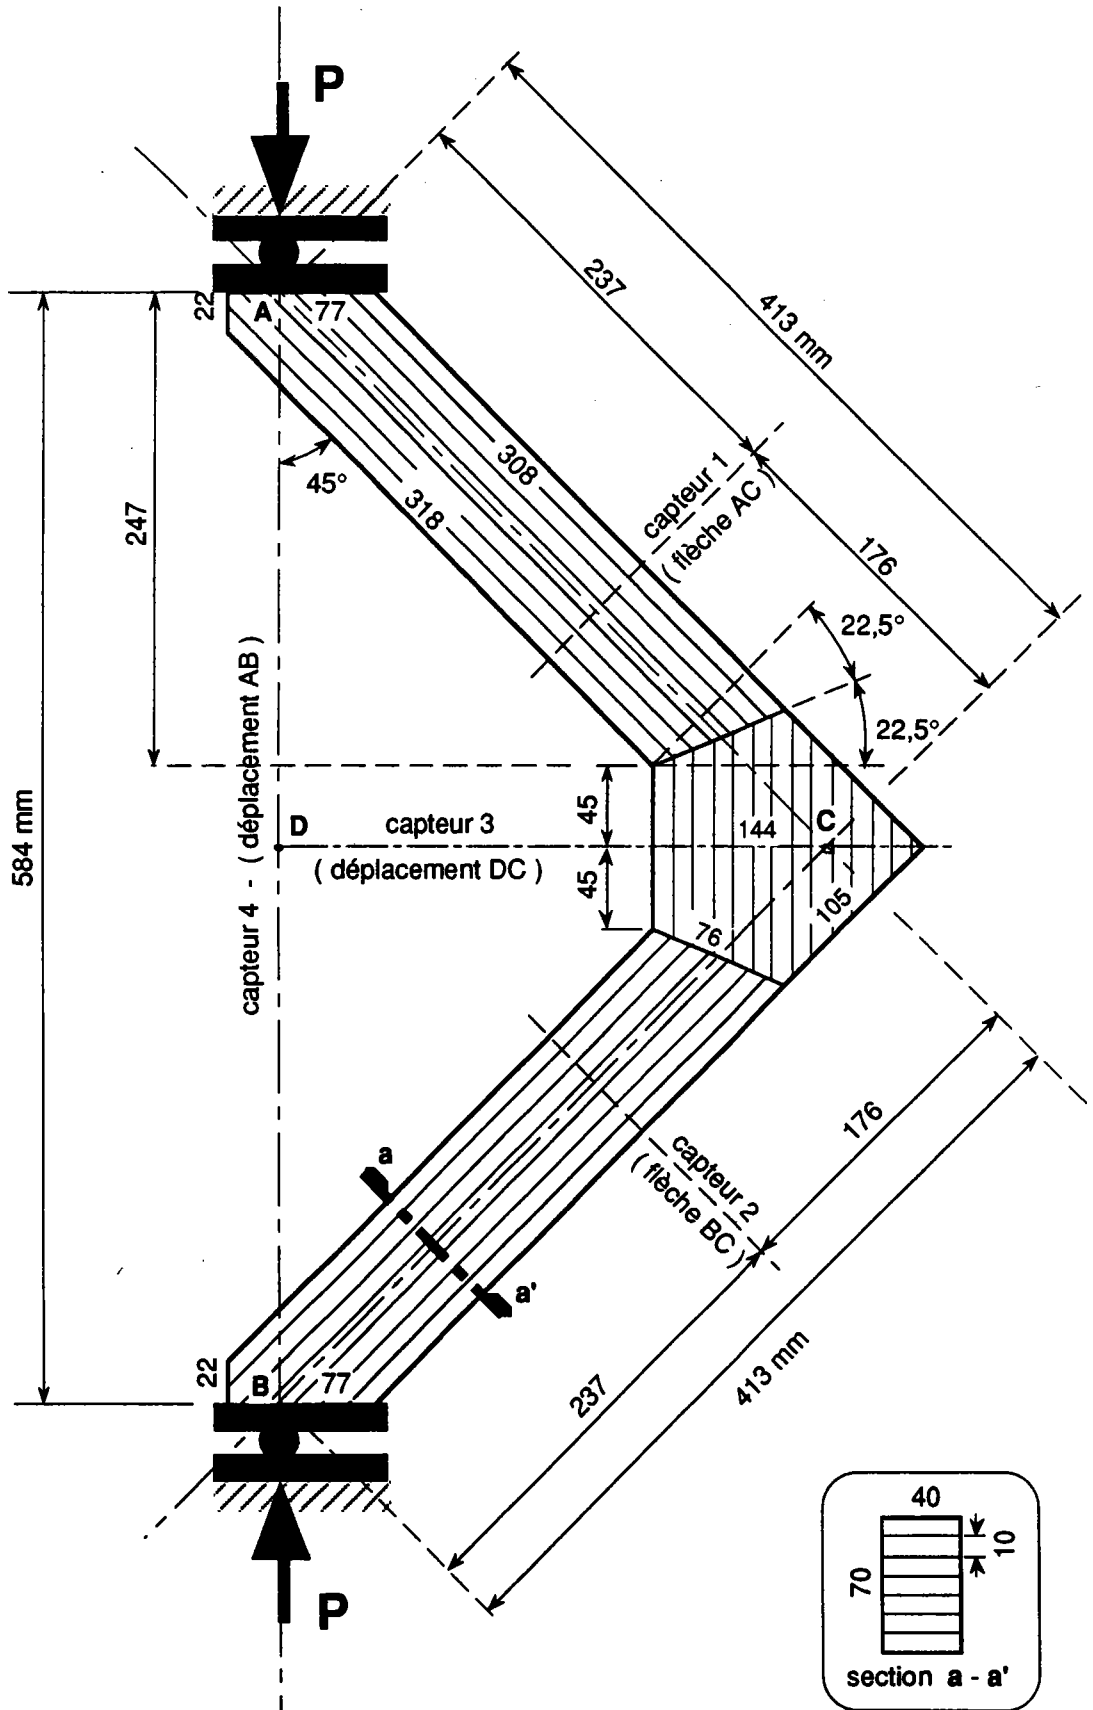 P
237
413 mm
22
A
77
45°
308
318
capteur 1
( flèche AC )
176
22,5°
22,5°
247
584 mm
capteur 4 - ( déplacement AB )
D
capteur 3
( déplacement DC )
45
45
144
C
105
76
176
capteur 2
( flèche BC )
a
a'
237
413 mm
22
B
77
P
40
10
70
section a - a'